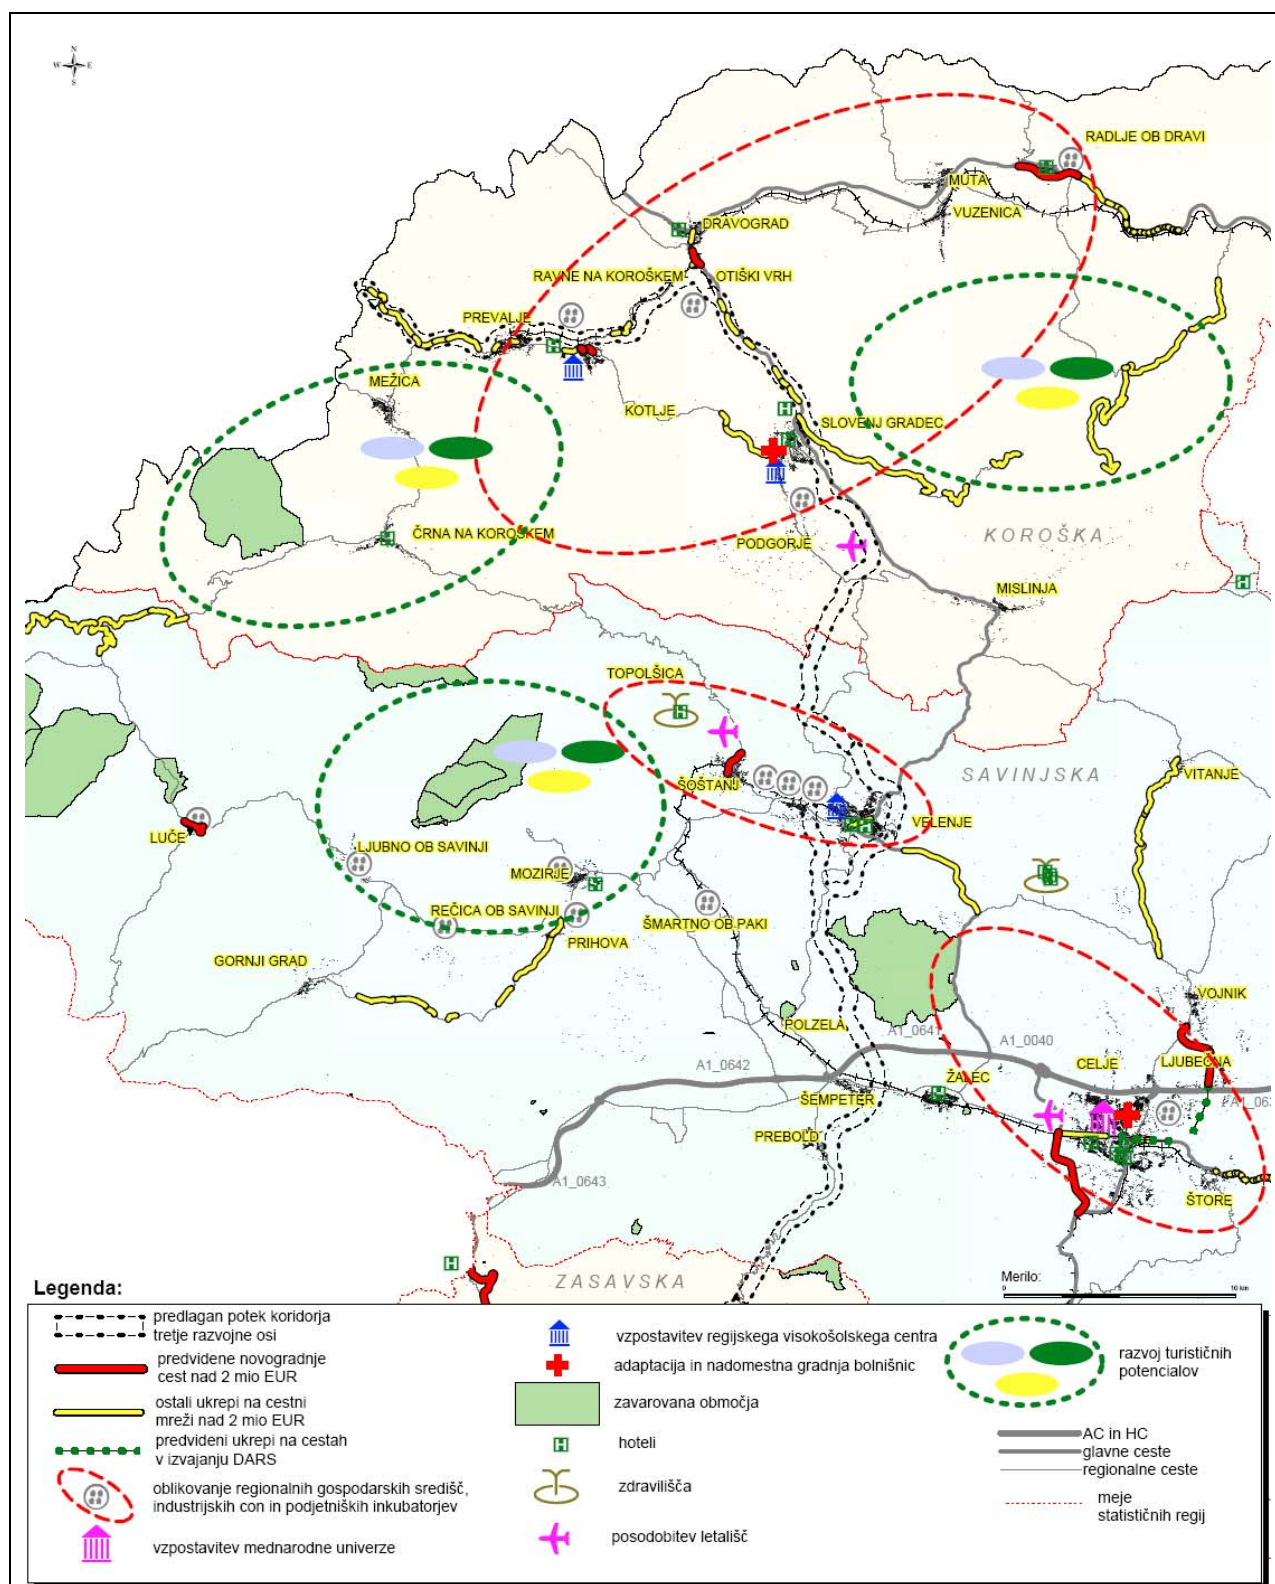 N
W E
S
RADLJE OB DRAVI
MUTA
VUZENICA
DRAVOGRAD
RAVNE NA KOROŠKEM
OTIŠKI VRH
PREVALJE
MEŽICA
KOTLJE
SLOVENJ GRADEC
ČRNA NA KOROŠKEM
PODGORJE
KOROŠKA
MISLINJA
TOPOLŠICA
SAVINJSKA
VITANJE
ŠOŠTANJ
VELENJE
LUČE
LJUBNO OB SAVINJI
MOZIRJE
REČICA OB SAVINJI
ŠMARTNO OB PAKI
PRIHOVA
GORNJI GRAD
VOJNIK
POLZELA
A1_0641
A1_0040
A1_0642
CELJE
LJUBEČNA
ŽALEC
ŠEMPETER
PREBOLD
A1_0643
ŠTORE
ZASAVSKA
Merilo:
0 5 10 km
Legenda:
predlagan potek koridorja
tretje razvojne osi
predvidene novogradnje
cest nad 2 mio EUR
ostali ukrepi na cestni
mreži nad 2 mio EUR
predvideni ukrepi na cestah
v izvajanju DARS
oblikovanje regionalnih gospodarskih središč,
industrijskih con in podjetniških inkubatorjev
vzpostavitev mednarodne univerze
vzpostavitev regijskega visokošolskega centra
adaptacija in nadomestna gradnja bolnišnic
zavarovana območja
H hoteli
zdravilišča
posodobitev letališč
razvoj turističnih
potencialov
AC in HC
glavne ceste
regionalne ceste
meje
statističnih regij